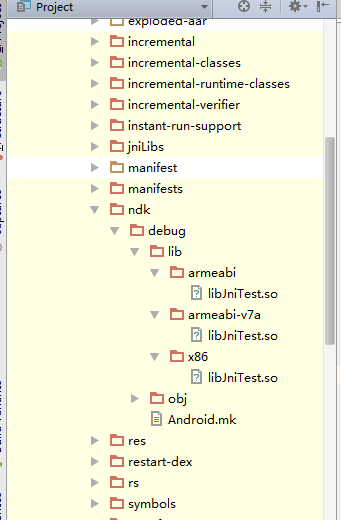 Project
exploded-aar
incremental
incremental-classes
incremental-runtime-classes
incremental-verifier
instant-run-support
jniLibs
manifest
manifests
ndk
debug
lib
armeabi
libJniTest.so
armeabi-v7a
libJniTest.so
x86
libJniTest.so
obj
Android.mk
res
restart-dex
rs
symbols